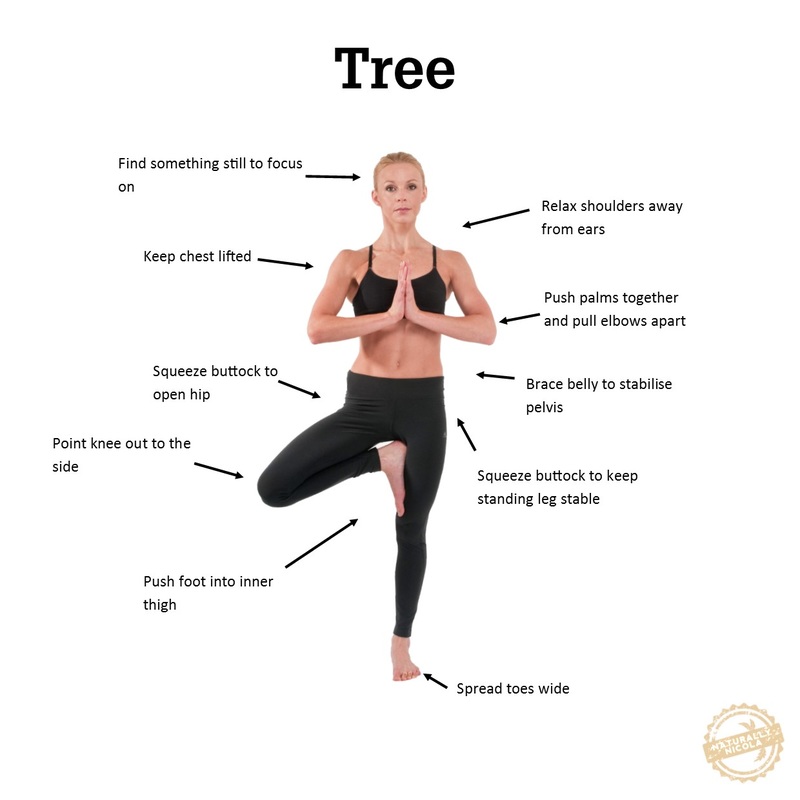 Tree
Find something still to focus
on
Relax shoulders away
from ears
Keep chest lifted
Push palms together
and pull elbows apart
Squeeze buttock to
open hip
Brace belly to stabilise
pelvis
Point knee out to the
side
Squeeze buttock to keep
standing leg stable
Push foot into inner
thigh
Spread toes wide
NATURALLY
NICOLA